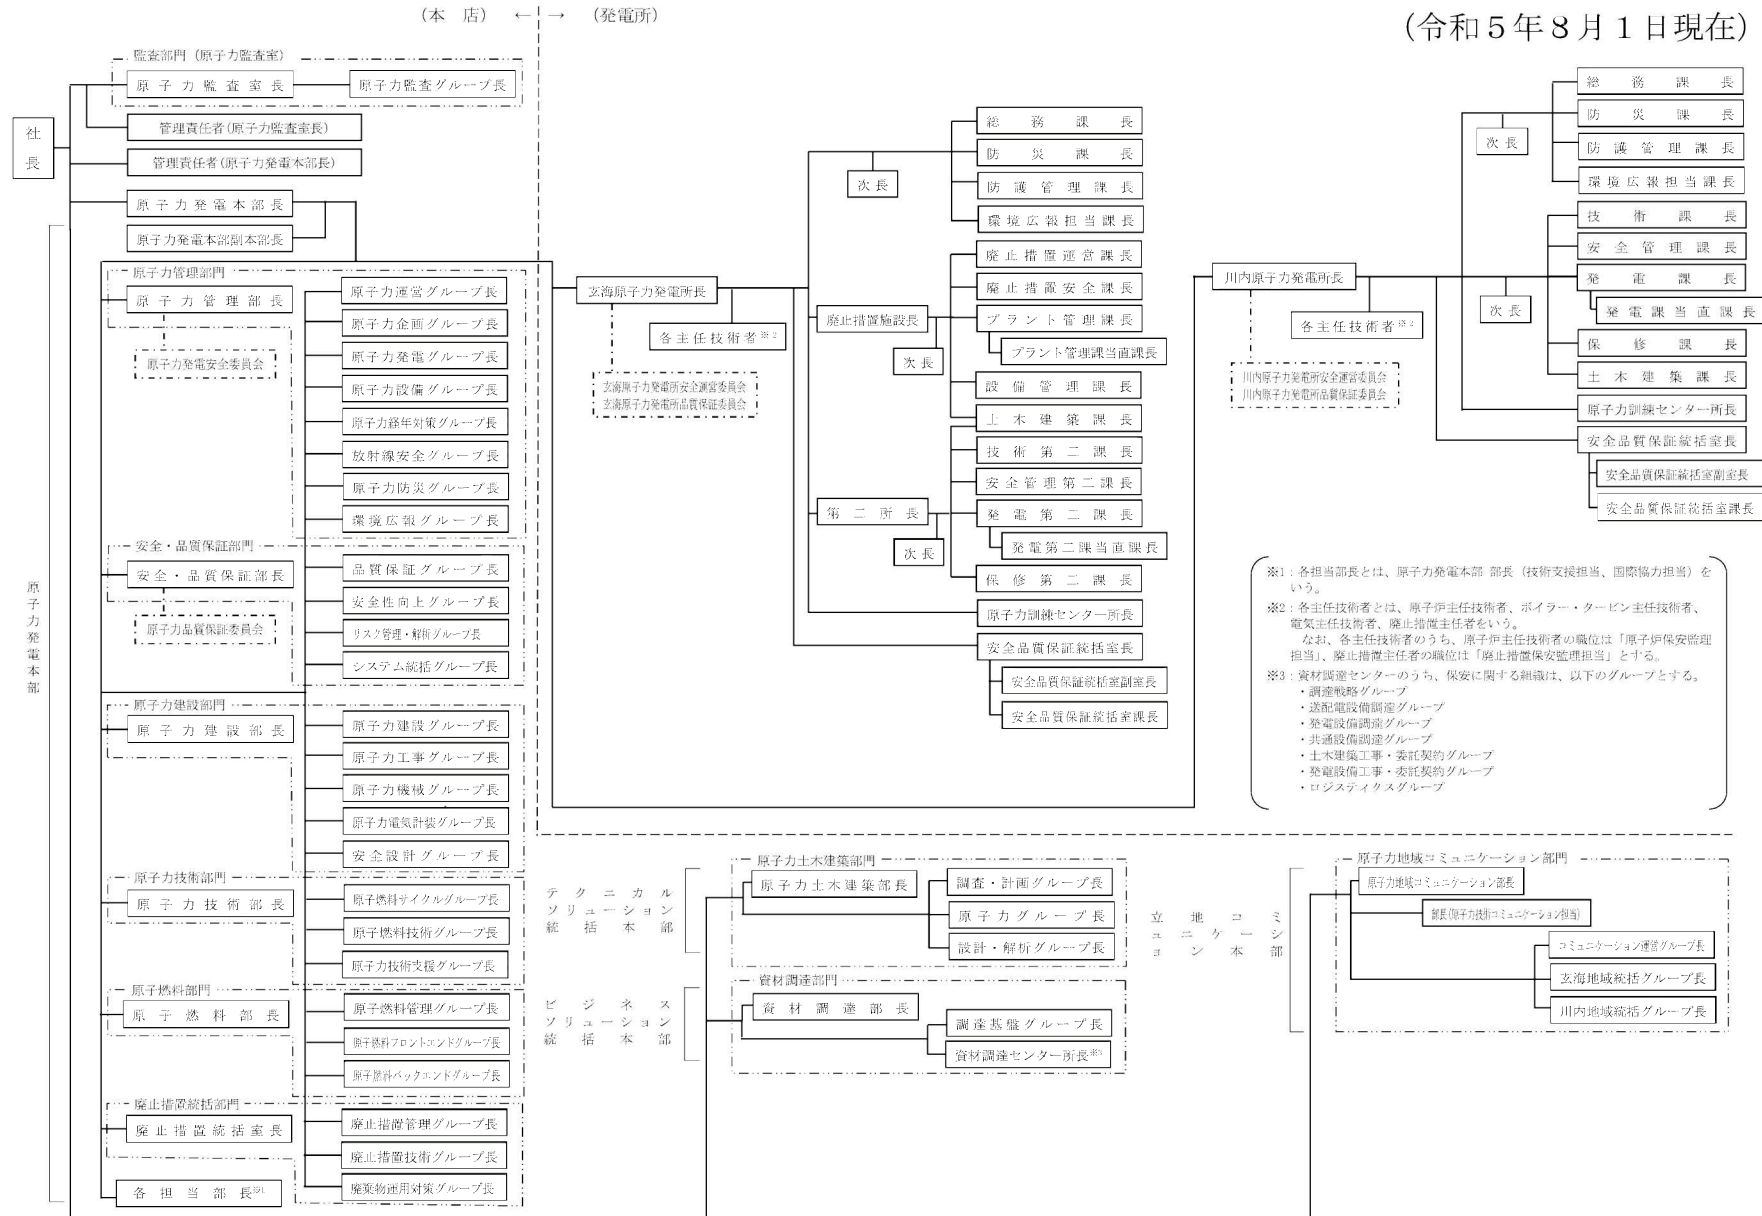 (本 店) ← → (発電所)
(令和5年8月1日現在)
監査部門(原子力監査室)
原子力監査室長
原子力監査グループ長
管理責任者(原子力監査室長)
社長
管理責任者(原子力発電本部長)
原子力発電本部長
原子力発電本部副本部長
原子力発電本部
原子力管理部門
原子力管理部長
原子力発電安全委員会
原子力運営グループ長
原子力企画グループ長
原子力発電グループ長
原子力設備グループ長
原子力経年対策グループ長
放射線安全グループ長
原子力防災グループ長
環境広報グループ長
安全・品質保証部門
安全・品質保証部長
原子力品質保証委員会
品質保証グループ長
安全性向上グループ長
リスク管理・解析グループ長
システム統括グループ長
原子力建設部門
原子力建設部長
原子力建設グループ長
原子力工事グループ長
原子力機械グループ長
原子力電気計装グループ長
安全設計グループ長
原子力技術部門
原子力技術部長
原子燃料サイクルグループ長
原子燃料技術グループ長
原子力技術支援グループ長
原子燃料部門
原子燃料部長
原子燃料管理グループ長
原子燃料フロントエンドグループ長
原子燃料バックエンドグループ長
廃止措置統括部門
廃止措置統括室長
廃止措置管理グループ長
廃止措置技術グループ長
廃棄物運用対策グループ長
各担当部長※1
玄海原子力発電所長
各主任技術者※2
玄海原子力発電所安全運営委員会
玄海原子力発電所品質保証委員会
次長
総務課長
防災課長
防護管理課長
環境広報担当課長
廃止措置施設長
次長
廃止措置運営課長
廃止措置安全課長
プラント管理課長
プラント管理課当直課長
設備管理課長
土木建築課長
第二所長
次長
技術第二課長
安全管理第二課長
発電第二課長
発電第二課当直課長
保修第二課長
原子力訓練センター所長
安全品質保証統括室長
安全品質保証統括室副室長
安全品質保証統括室課長
川内原子力発電所長
各主任技術者※2
川内原子力発電所安全運営委員会
川内原子力発電所品質保証委員会
次長
総務課長
防災課長
防護管理課長
環境広報担当課長
次長
技術課長
安全管理課長
発電課長
発電課当直課長
保修課長
土木建築課長
原子力訓練センター所長
安全品質保証統括室長
安全品質保証統括室副室長
安全品質保証統括室課長
※1:各担当部長とは、原子力発電本部 部長(技術支援担当、国際協力担当)を
いう。
※2:各主任技術者とは、原子炉主任技術者、ボイラー・タービン主任技術者、
電気主任技術者、廃止措置主任者をいう。
なお、各主任技術者のうち、原子炉主任技術者の職位は「原子炉保安監理
担当」、廃止措置主任者の職位は「廃止措置保安監理担当」とする。
※3:資材調達センターのうち、保安に関する組織は、以下のグループとする。
・調達戦略グループ
・送配電設備調達グループ
・発電設備調達グループ
・共通設備調達グループ
・土木建築工事・委託契約グループ
・発電設備工事・委託契約グループ
・ロジスティクスグループ
テクニカル
ソリューション
統括本部
原子力土木建築部門
原子力土木建築部長
調査・計画グループ長
原子力グループ長
設計・解析グループ長
ビジネス
ソリューション
統括本部
資材調達部門
資材調達部長
調達基盤グループ長
資材調達センター所長※3
立地コミ
ュニケーシ
ョン本部
原子力地域コミュニケーション部門
原子力地域コミュニケーション部長
部長(原子力技術コミュニケーション担当)
コミュニケーション運営グループ長
玄海地域統括グループ長
川内地域統括グループ長